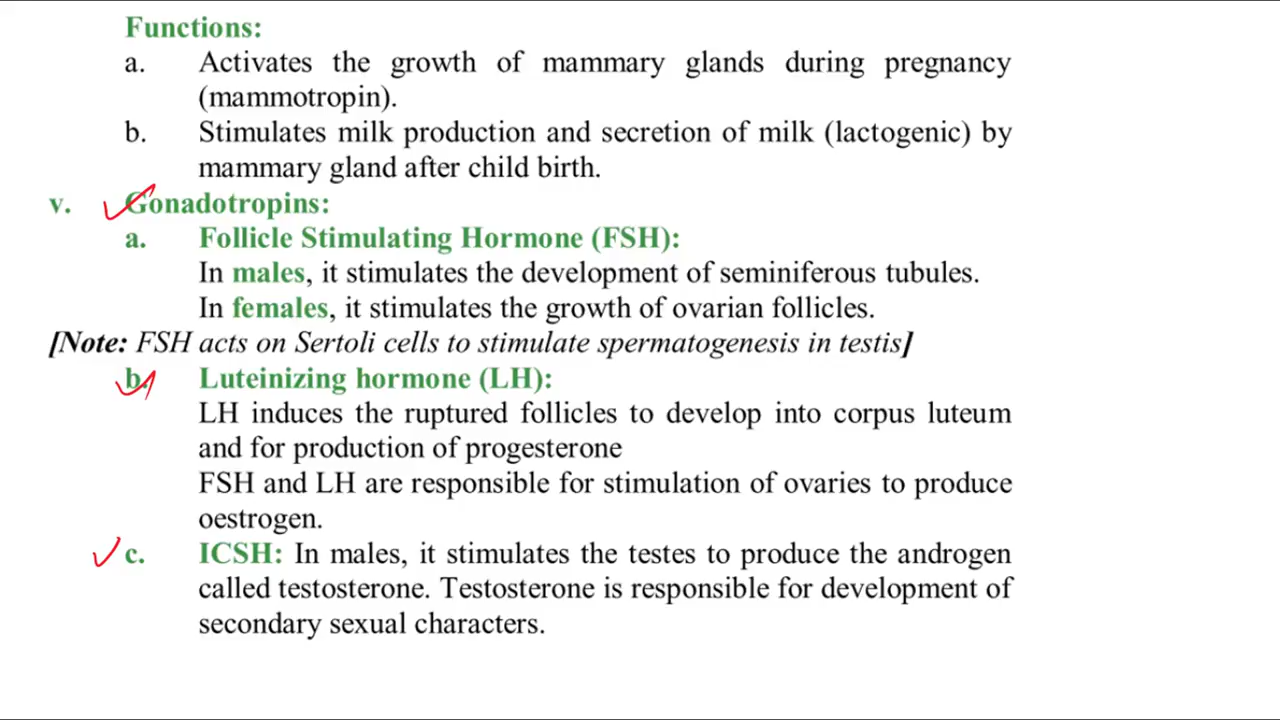 Functions:
a. Activates the growth of mammary glands during pregnancy
(mammotropin).
b. Stimulates milk production and secretion of milk (lactogenic) by
mammary gland after child birth.
v. Gonadotropins:
a. Follicle Stimulating Hormone (FSH):
In males, it stimulates the development of seminiferous tubules.
In females, it stimulates the growth of ovarian follicles.
[Note: FSH acts on Sertoli cells to stimulate spermatogenesis in testis]
b. Luteinizing hormone (LH):
LH induces the ruptured follicles to develop into corpus luteum
and for production of progesterone
FSH and LH are responsible for stimulation of ovaries to produce
oestrogen.
c. ICSH: In males, it stimulates the testes to produce the androgen
called testosterone. Testosterone is responsible for development of
secondary sexual characters.